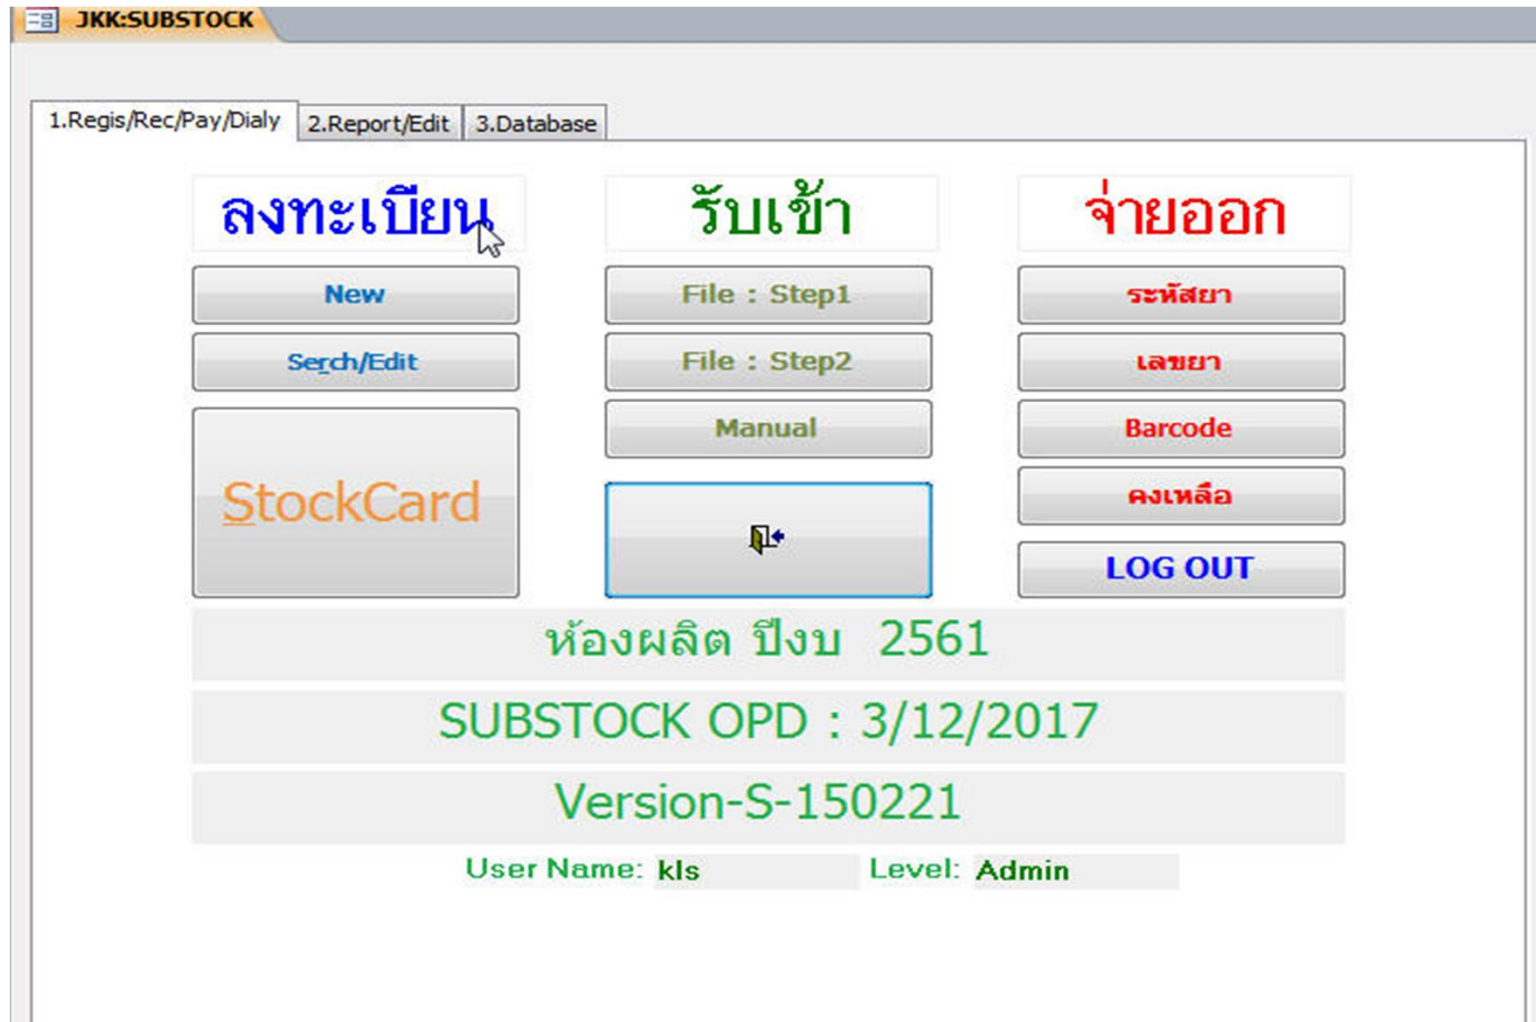 JKK:SUBSTOCK
1.Regis/Rec/Pay/Dialy 2.Report/Edit 3.Database
ลงทะเบียน รับเข้า จ่ายออก
New File : Step1 ระหัสยา
Serch/Edit File : Step2 เลขยา
Manual Barcode
StockCard คงเหลือ
LOG OUT
ห้องผลิต ปีงบ 2561
SUBSTOCK OPD : 3/12/2017
Version-S-150221
User Name: kls Level: Admin